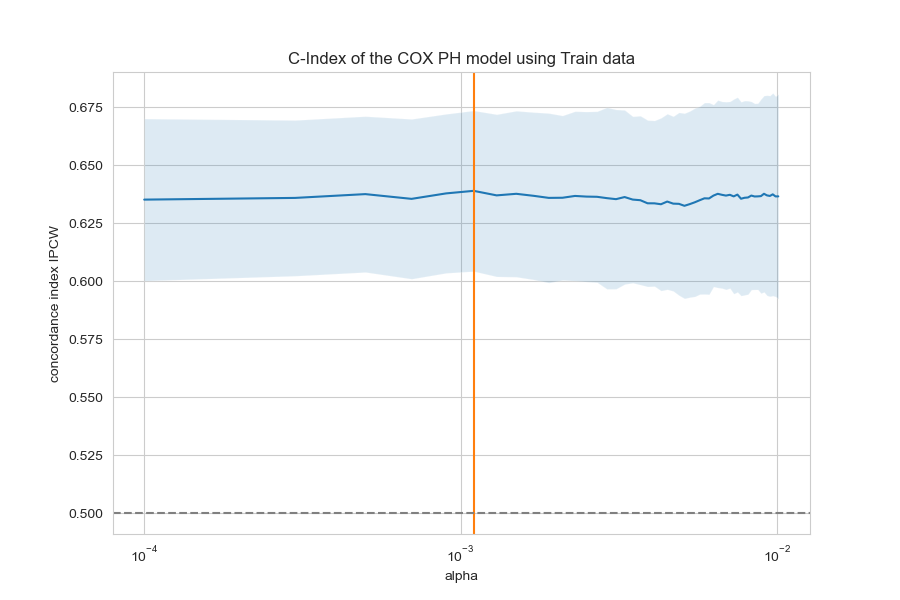 C-Index of the COX PH model using Train data
concordance index IPCW
0.675
0.650
0.625
0.600
0.575
0.550
0.525
0.500
10⁻⁴ 10⁻³ 10⁻²
alpha